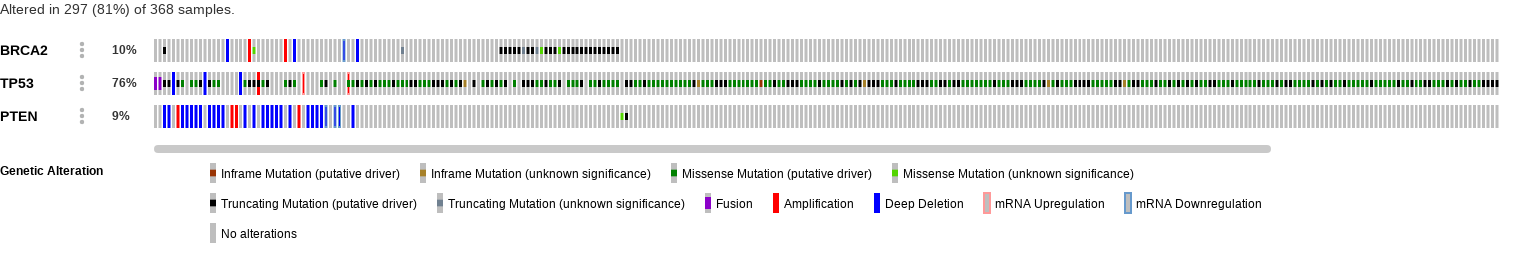 Altered in 297 (81%) of 368 samples.
BRCA2 10%
TP53 76%
PTEN 9%
Genetic Alteration
Inframe Mutation (putative driver) Inframe Mutation (unknown significance) Missense Mutation (putative driver) Missense Mutation (unknown significance)
Truncating Mutation (putative driver) Truncating Mutation (unknown significance) Fusion Amplification Deep Deletion mRNA Upregulation mRNA Downregulation
No alterations